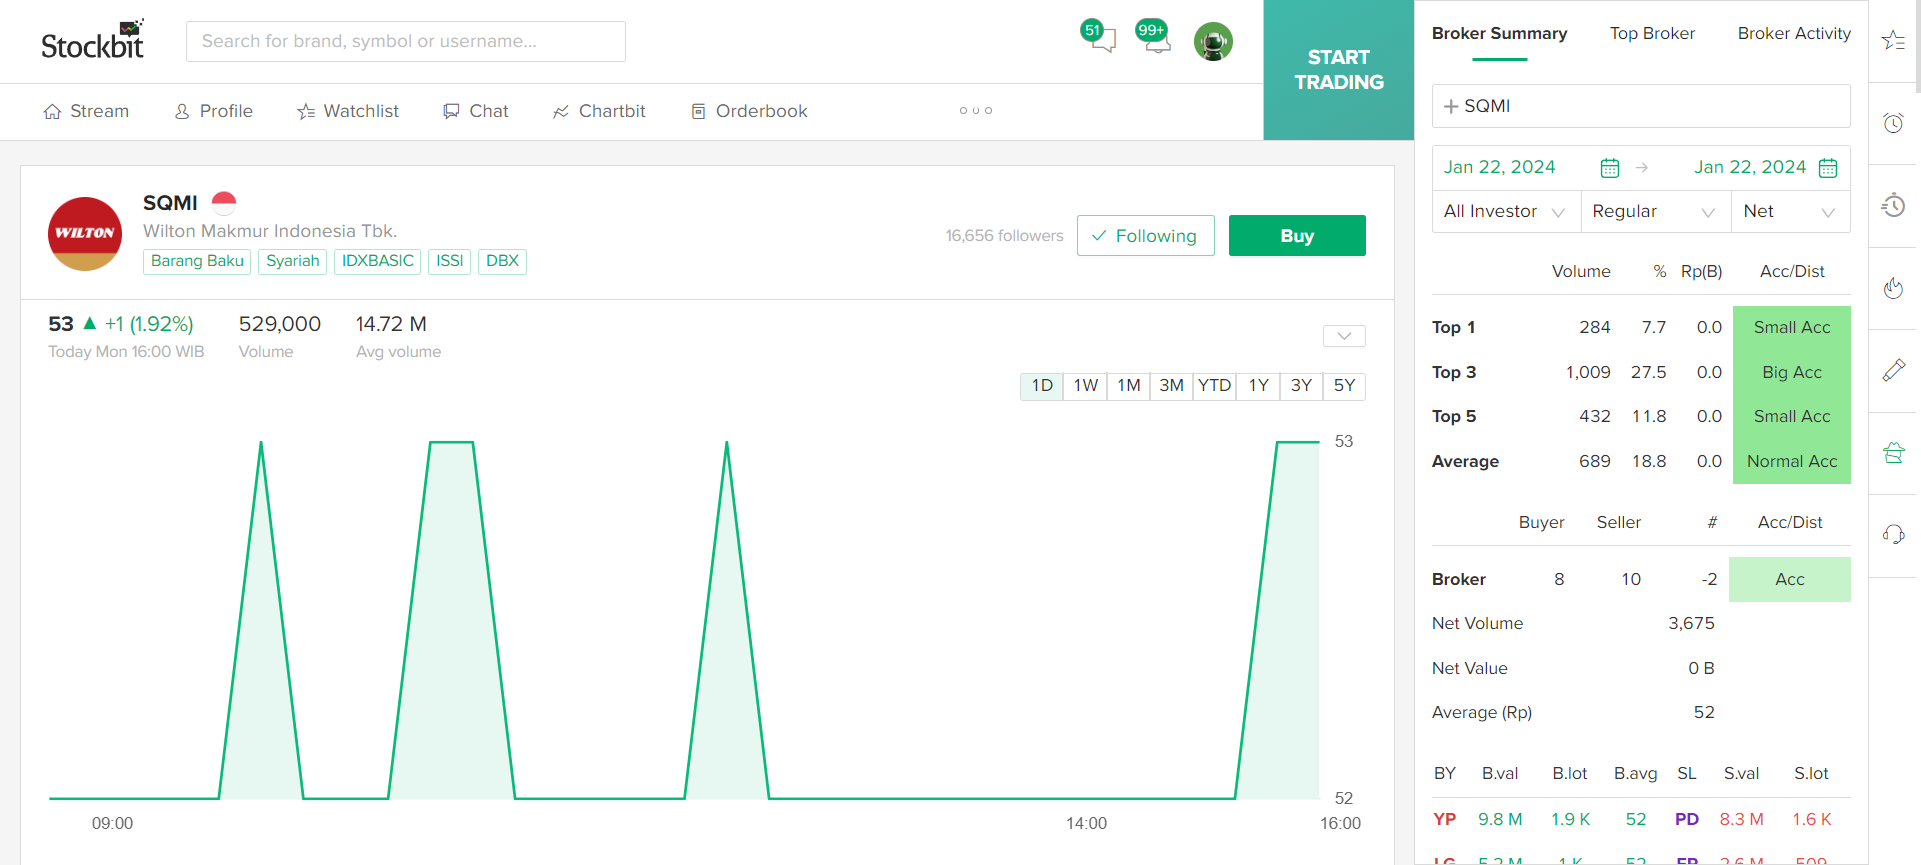 Stockbit
Search for brand, symbol or username...
51
99+
START
TRADING
Stream
Profile
Watchlist
Chat
Chartbit
Orderbook
WILTON
SQMI
Wilton Makmur Indonesia Tbk.
Barang Baku
Syariah
IDXBASIC
ISSI
DBX
16,656 followers
Following
Buy
53 ▲ +1 (1.92%)
Today Mon 16:00 WIB
529,000
Volume
14.72 M
Avg volume
1D 1W 1M 3M YTD 1Y 3Y 5Y
53
52
09:00
14:00
16:00
Broker Summary
Top Broker
Broker Activity
+ SQMI
Jan 22, 2024 → Jan 22, 2024
All Investor
Regular
Net
Volume % Rp(B) Acc/Dist
Top 1 284 7.7 0.0 Small Acc
Top 3 1,009 27.5 0.0 Big Acc
Top 5 432 11.8 0.0 Small Acc
Average 689 18.8 0.0 Normal Acc
Buyer Seller # Acc/Dist
Broker 8 10 -2 Acc
Net Volume 3,675
Net Value 0 B
Average (Rp) 52
BY B.val B.lot B.avg SL S.val S.lot
YP 9.8 M 1.9 K 52 PD 8.3 M 1.6 K